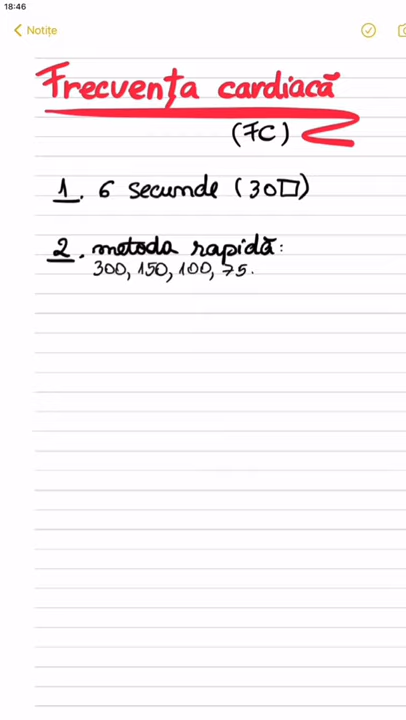 18:46
Notițe
Frecvența cardiacă
(FC)
1. 6 secunde (30□)
2. metoda rapidă:
300, 150, 100, 75.